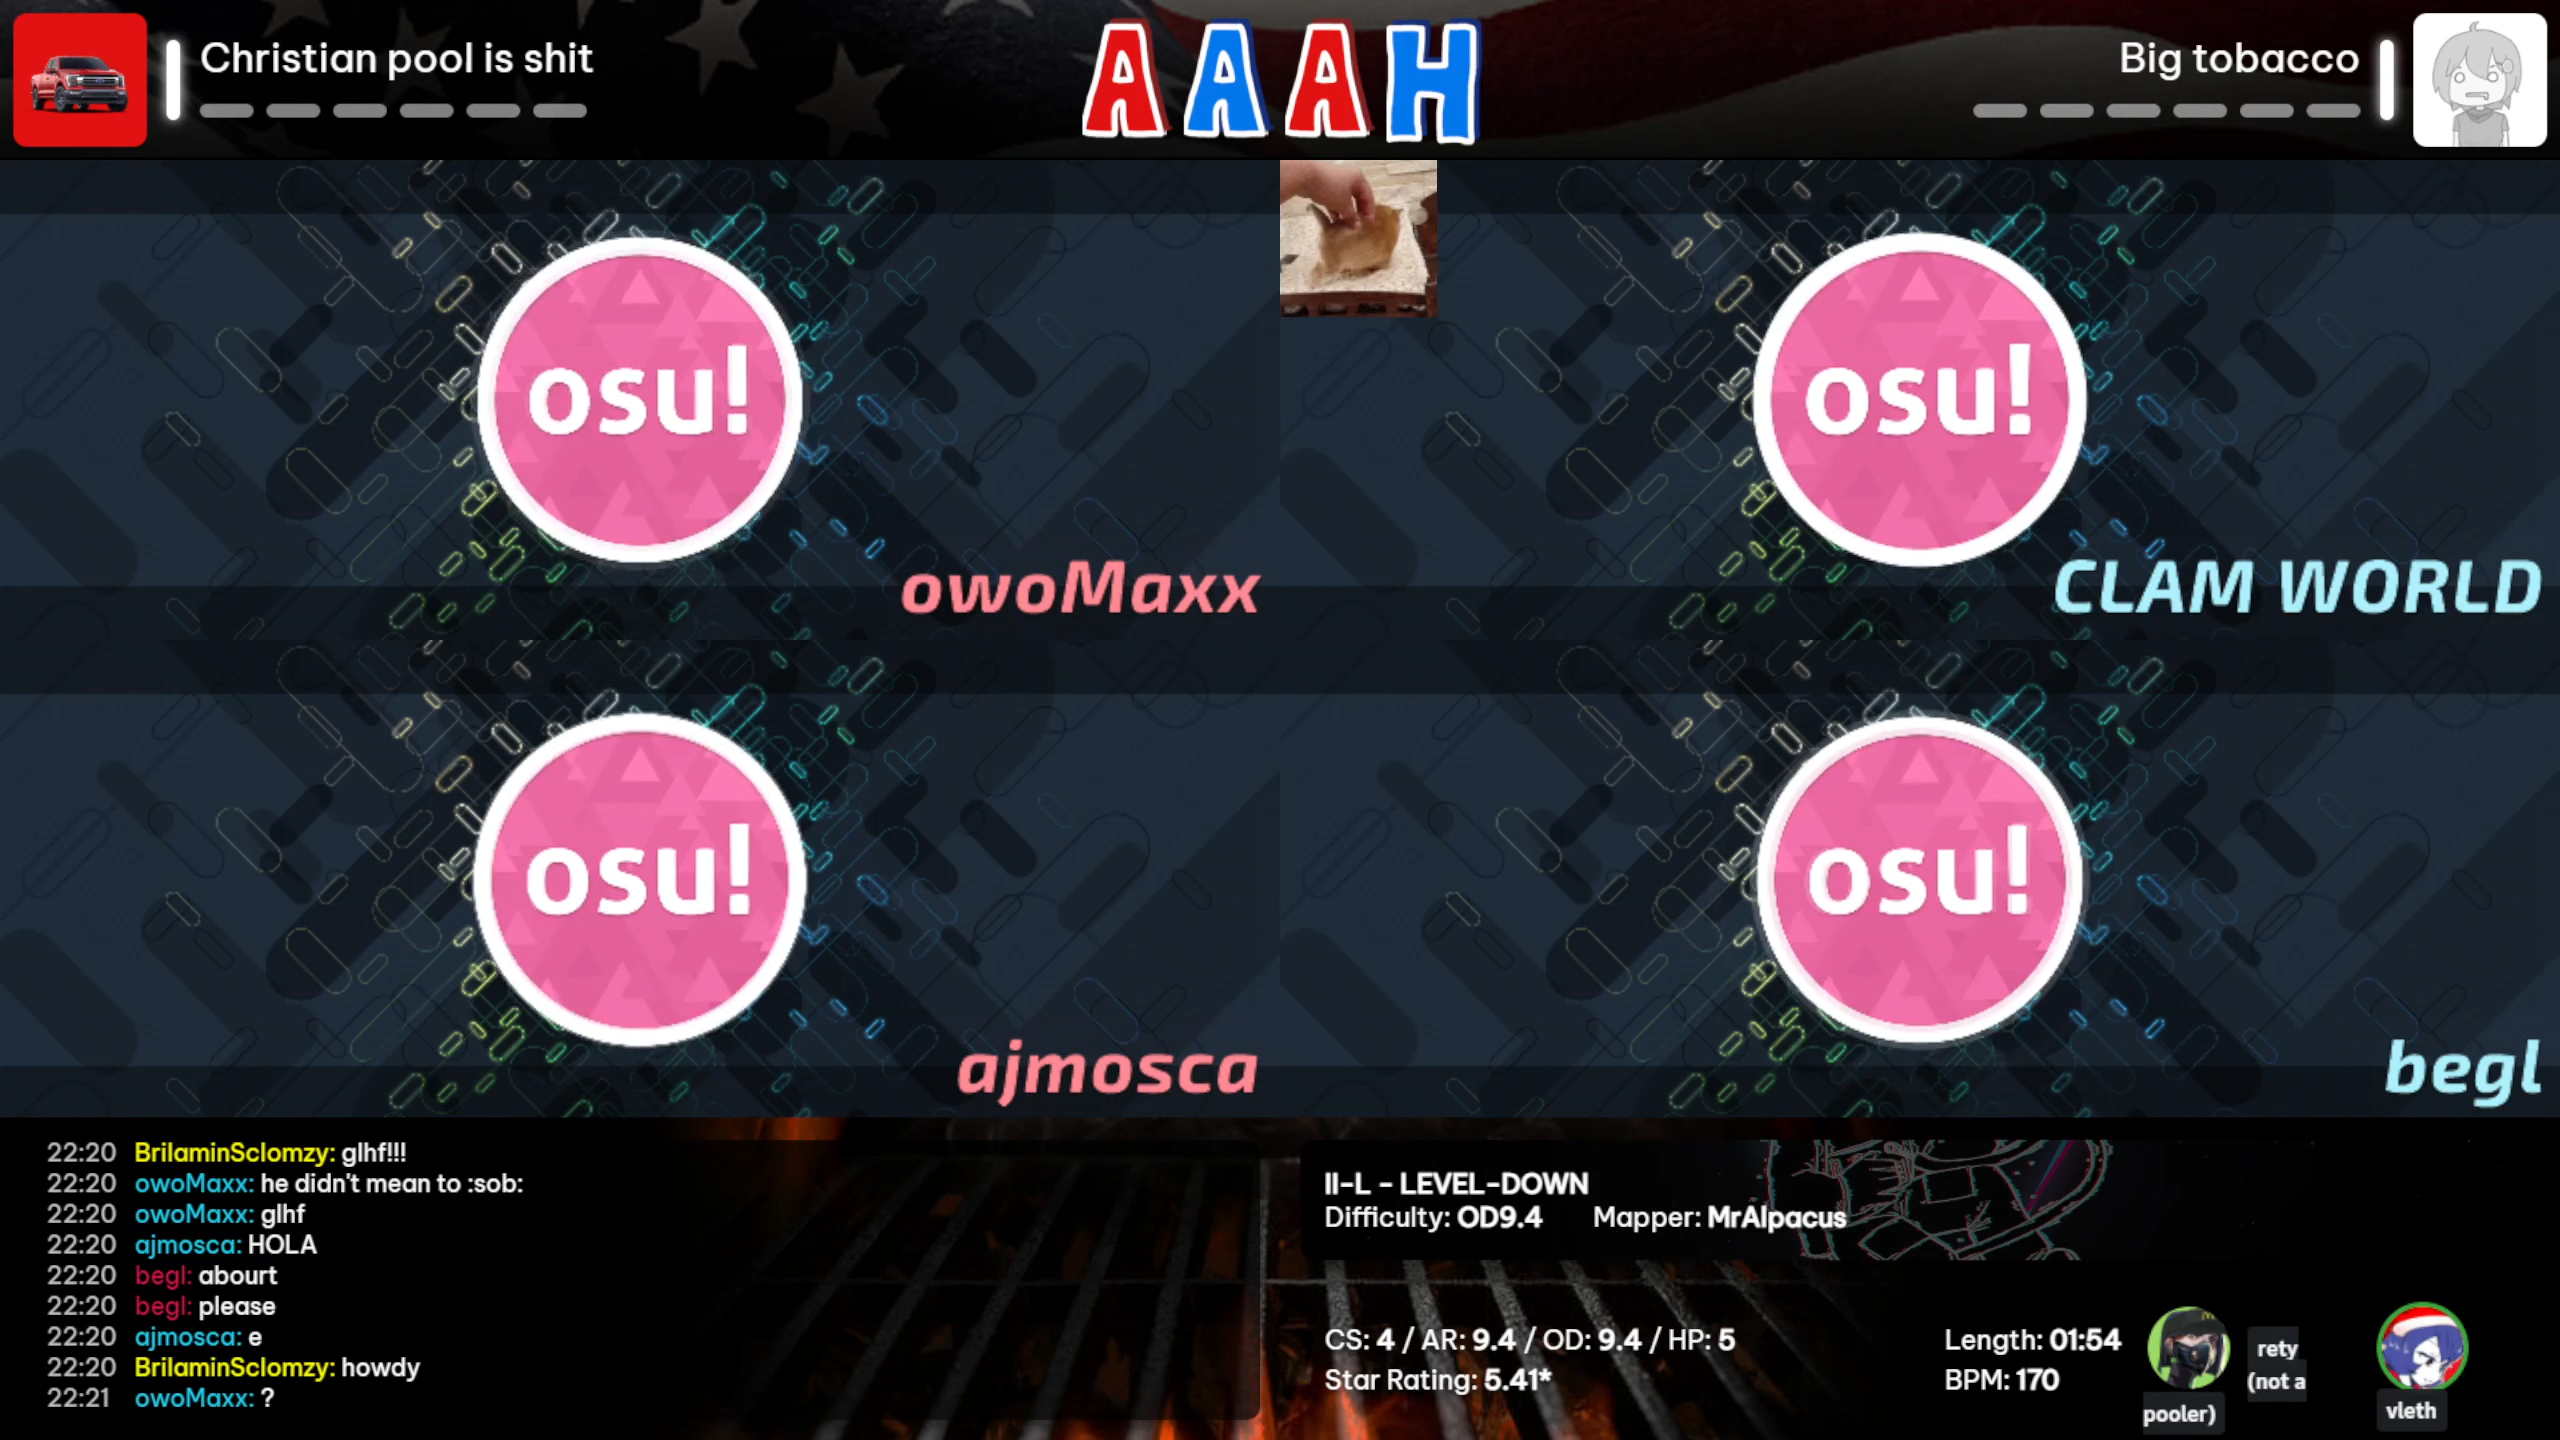 Christian pool is shit
AAAH
Big tobacco
osu!
owoMaxx
osu!
CLAM WORLD
osu!
ajmosca
osu!
begl
22:20 BrilaminSclomzy: glhf!!!
22:20 owoMaxx: he didn't mean to :sob:
22:20 owoMaxx: glhf
22:20 ajmosca: HOLA
22:20 begl: abourt
22:20 begl: please
22:20 ajmosca: e
22:20 BrilaminSclomzy: howdy
22:21 owoMaxx: ?
II-L - LEVEL-DOWN
Difficulty: OD9.4 Mapper: MrAlpacus
CS: 4 / AR: 9.4 / OD: 9.4 / HP: 5
Star Rating: 5.41*
Length: 01:54
BPM: 170
rety
(not a
pooler)
vleth